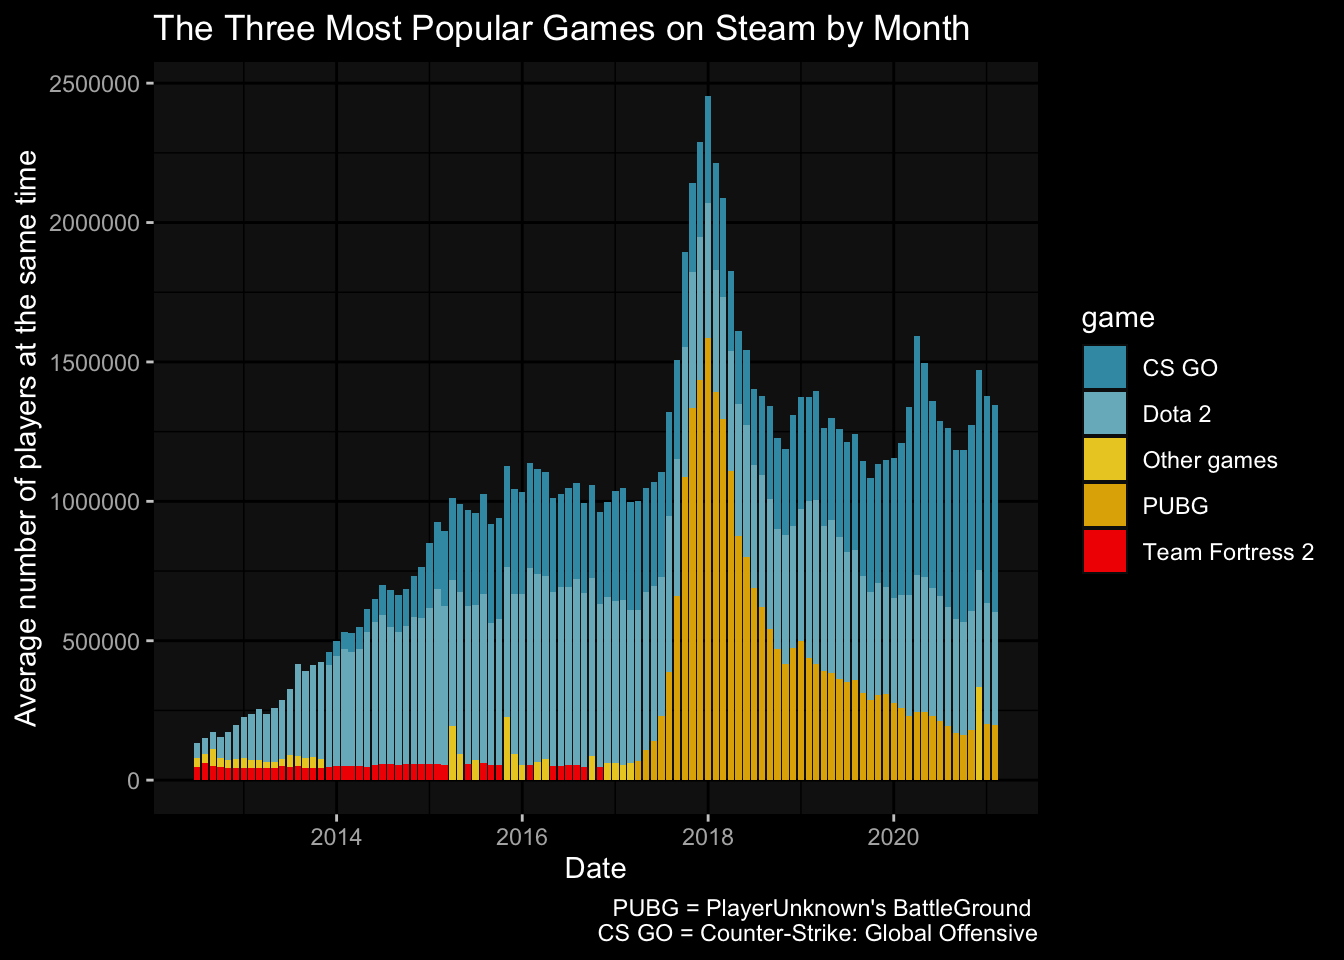 The Three Most Popular Games on Steam by Month
Average number of players at the same time
2500000
2000000
1500000
1000000
500000
0
2014
2016
2018
2020
Date
game
CS GO
Dota 2
Other games
PUBG
Team Fortress 2
PUBG = PlayerUnknown's BattleGround
CS GO = Counter-Strike: Global Offensive